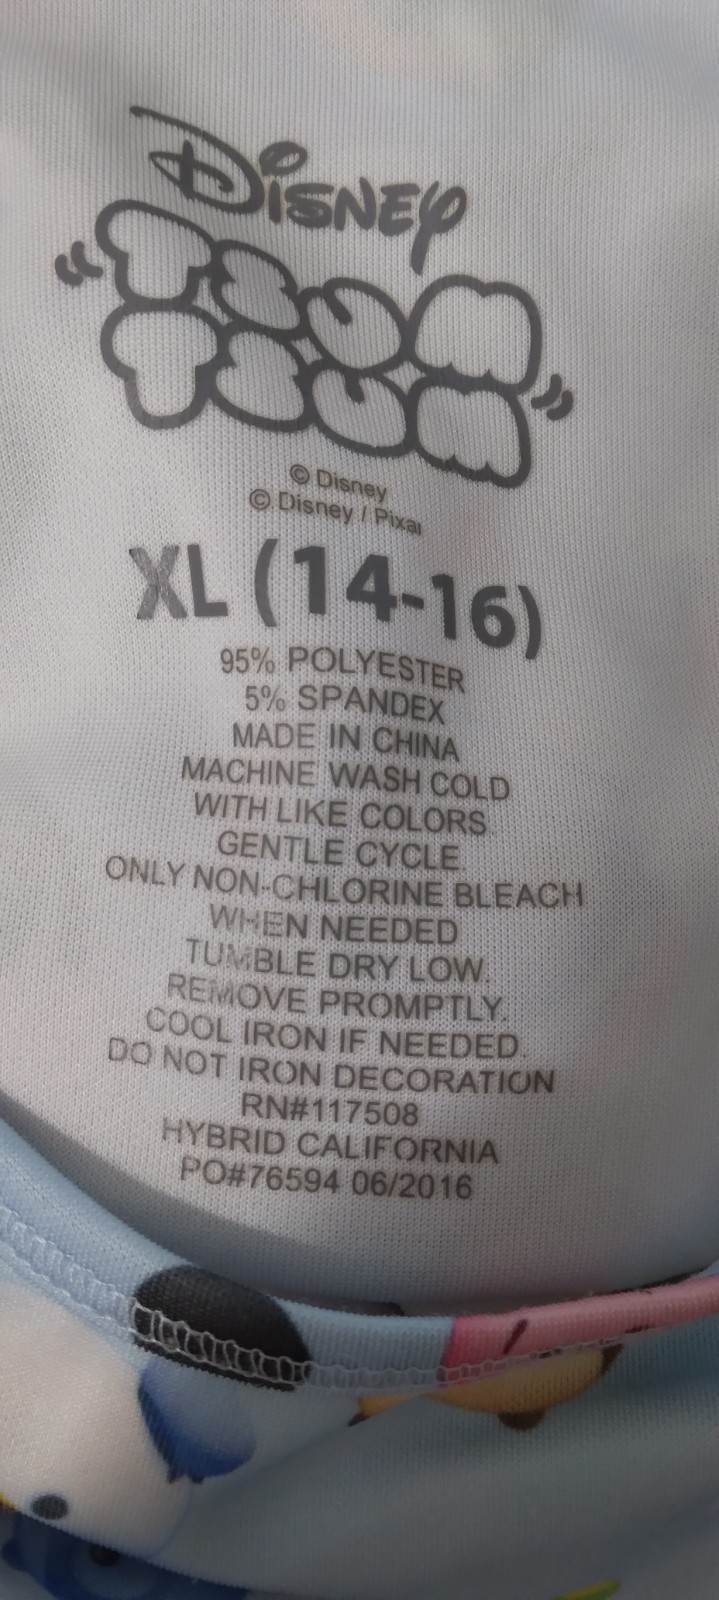 Disney
TSUM
TSUM
© Disney
© Disney / Pixar
XL (14-16)
95% POLYESTER
5% SPANDEX
MADE IN CHINA
MACHINE WASH COLD
WITH LIKE COLORS
GENTLE CYCLE.
ONLY NON-CHLORINE BLEACH
WHEN NEEDED
TUMBLE DRY LOW.
REMOVE PROMPTLY.
COOL IRON IF NEEDED.
DO NOT IRON DECORATION
RN#117508
HYBRID CALIFORNIA
PO#76594 06/2016